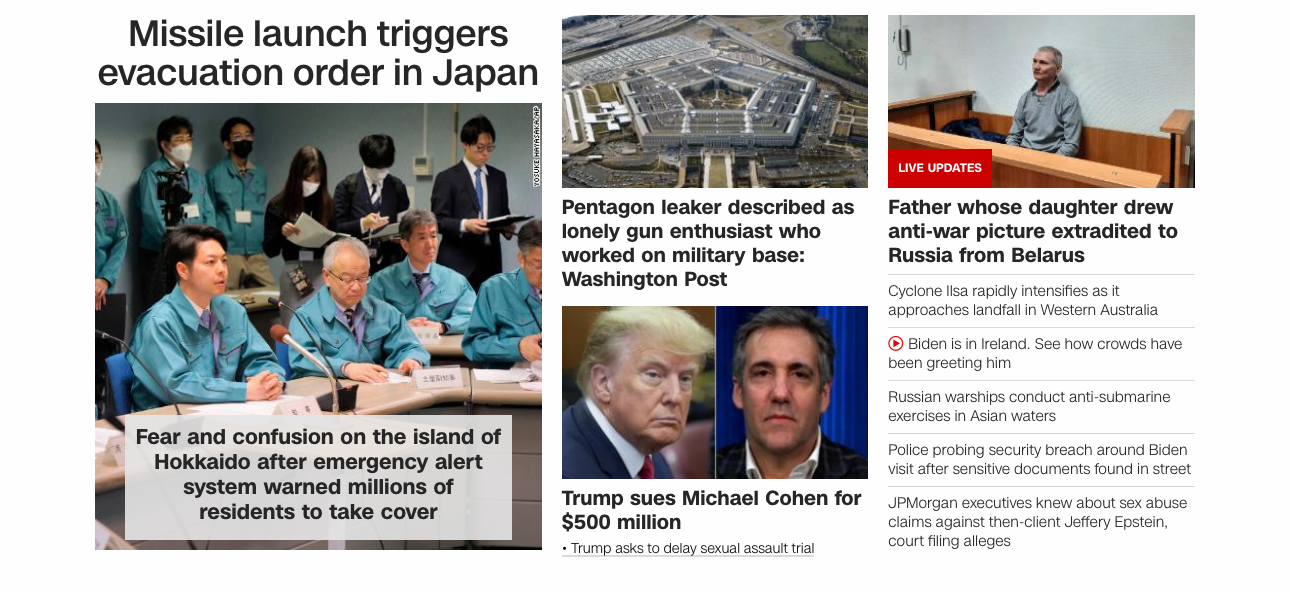 Missile launch triggers
evacuation order in Japan
YOSUKE HAYASAKA/AP
Fear and confusion on the island of
Hokkaido after emergency alert
system warned millions of
residents to take cover
Pentagon leaker described as
lonely gun enthusiast who
worked on military base:
Washington Post
Trump sues Michael Cohen for
$500 million
• Trump asks to delay sexual assault trial
LIVE UPDATES
Father whose daughter drew
anti-war picture extradited to
Russia from Belarus
Cyclone Ilsa rapidly intensifies as it
approaches landfall in Western Australia
Biden is in Ireland. See how crowds have
been greeting him
Russian warships conduct anti-submarine
exercises in Asian waters
Police probing security breach around Biden
visit after sensitive documents found in street
JPMorgan executives knew about sex abuse
claims against then-client Jeffery Epstein,
court filing alleges